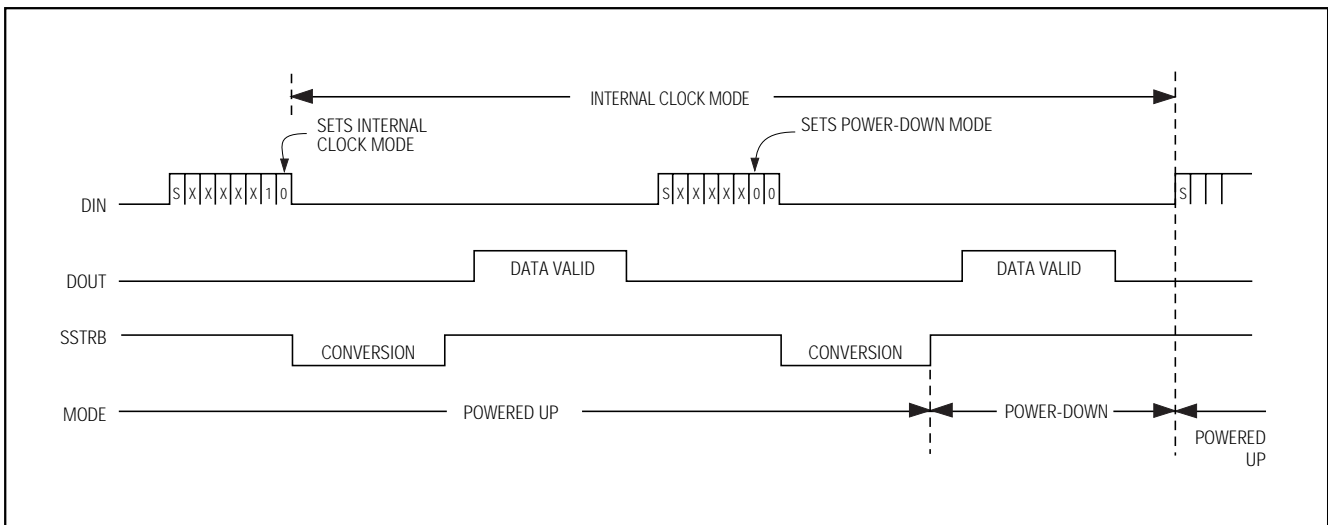 INTERNAL CLOCK MODE
SETS INTERNAL
CLOCK MODE
SETS POWER-DOWN MODE
DIN
S X X X X X 1 0
S X X X X X 0 0
S
DOUT
DATA VALID
DATA VALID
SSTRB
CONVERSION
CONVERSION
MODE
POWERED UP
POWER-DOWN
POWERED
UP